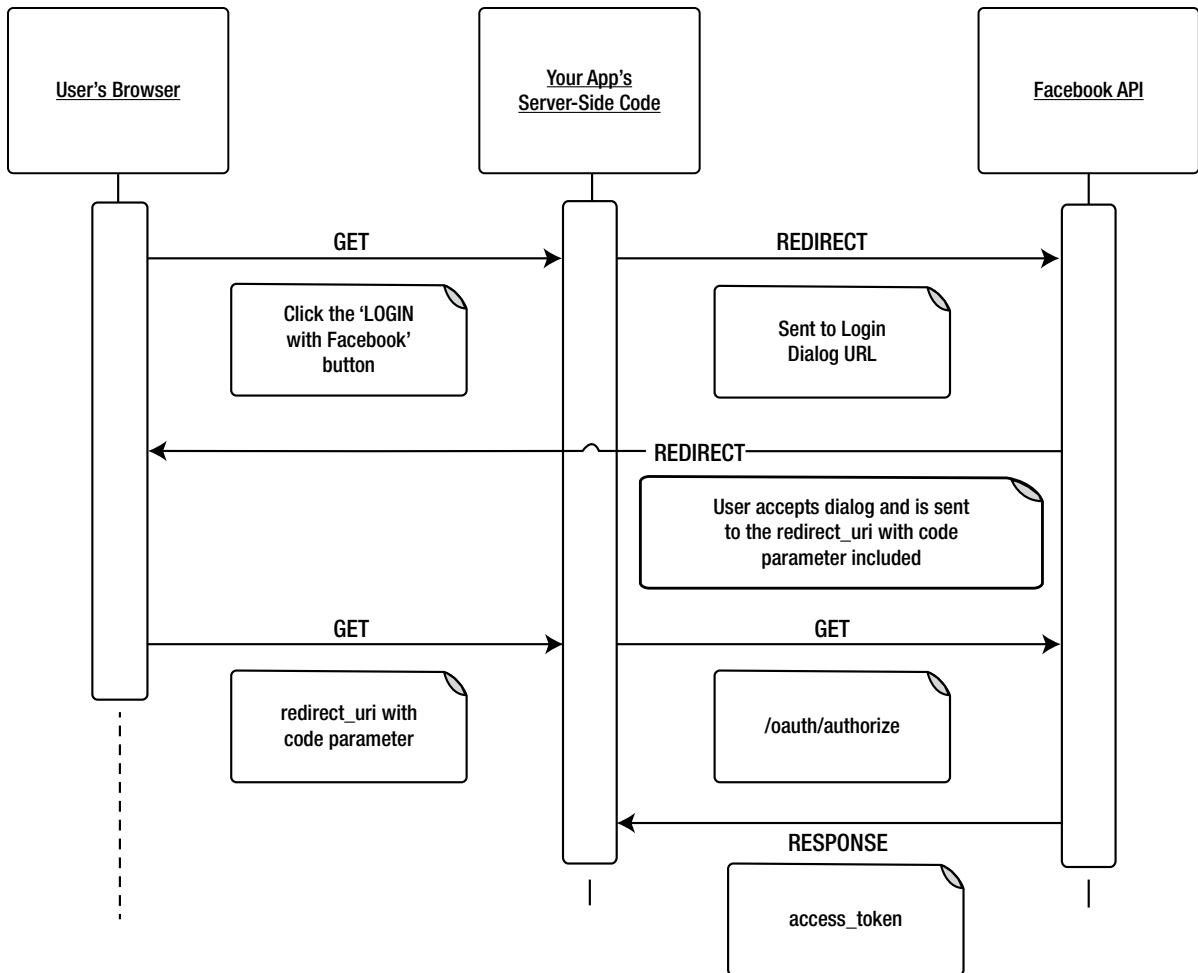 User’s Browser
Your App’s
Server-Side Code
Facebook API
GET
REDIRECT
Click the ‘LOGIN
with Facebook’
button
Sent to Login
Dialog URL
REDIRECT
User accepts dialog and is sent
to the redirect_uri with code
parameter included
GET
GET
redirect_uri with
code parameter
/oauth/authorize
RESPONSE
access_token